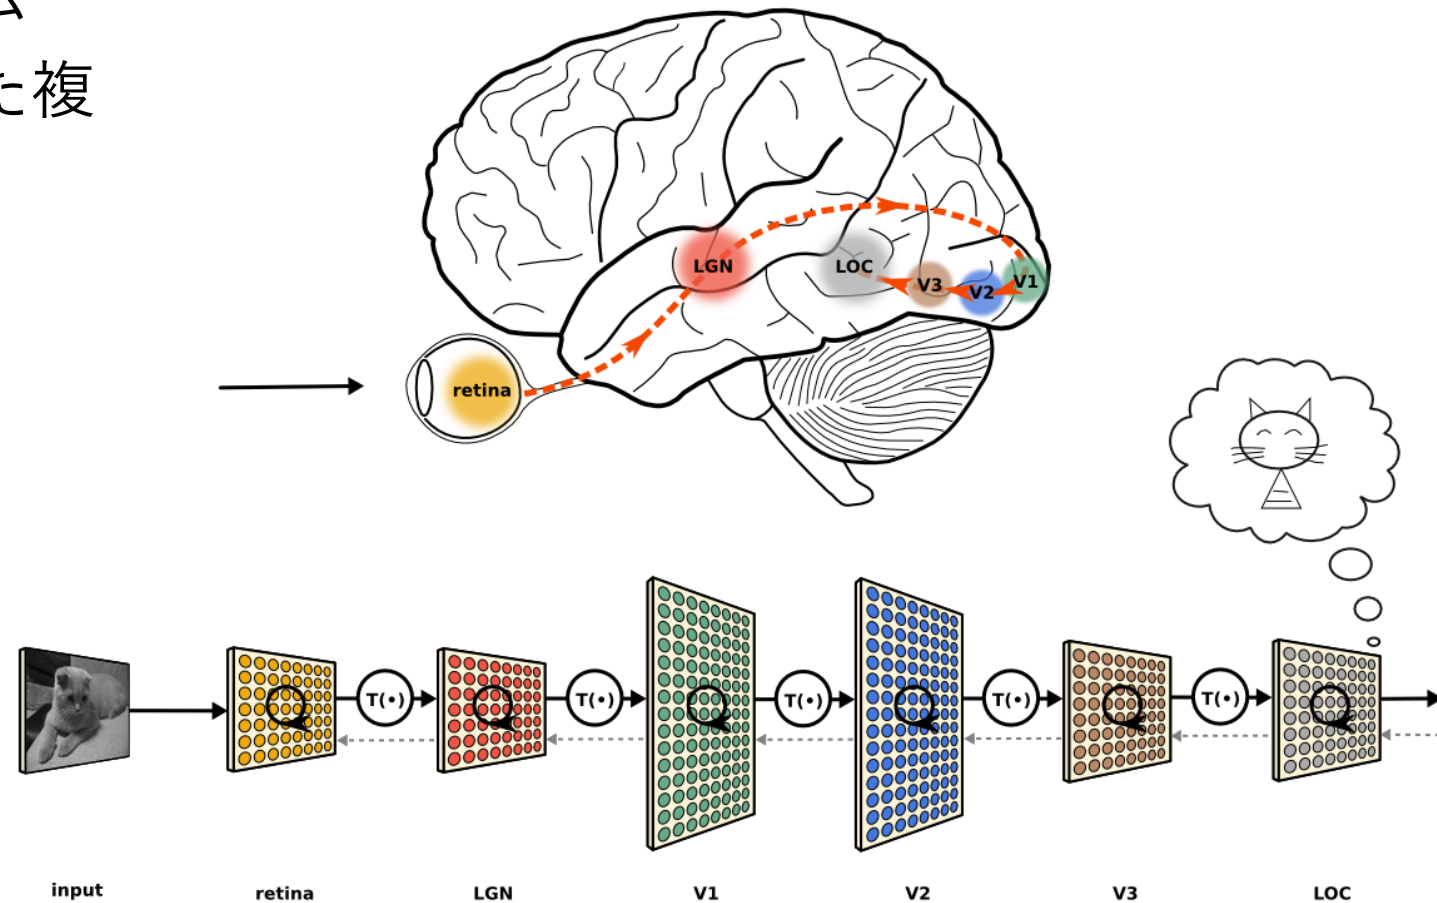 た複
LGN
LOC
V3
V2
V1
retina
T(•)
T(•)
T(•)
T(•)
T(•)
input
retina
LGN
V1
V2
V3
LOC